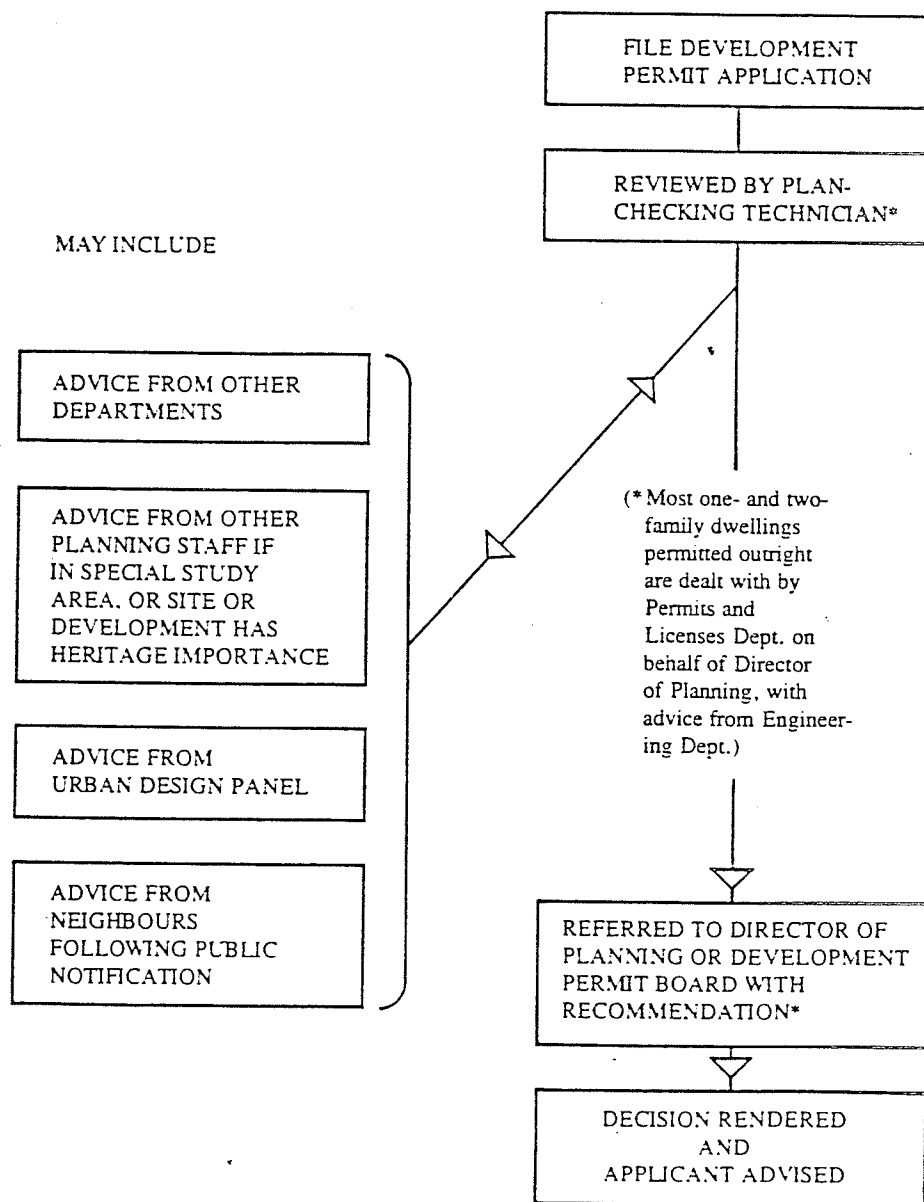 FILE DEVELOPMENT
PERMIT APPLICATION
REVIEWED BY PLAN-
CHECKING TECHNICIAN*
MAY INCLUDE
ADVICE FROM OTHER
DEPARTMENTS
ADVICE FROM OTHER
PLANNING STAFF IF
IN SPECIAL STUDY
AREA, OR SITE OR
DEVELOPMENT HAS
HERITAGE IMPORTANCE
ADVICE FROM
URBAN DESIGN PANEL
ADVICE FROM
NEIGHBOURS
FOLLOWING PUBLIC
NOTIFICATION
(* Most one- and two-
family dwellings
permitted outright
are dealt with by
Permits and
Licenses Dept. on
behalf of Director
of Planning, with
advice from Engineer-
ing Dept.)
REFERRED TO DIRECTOR OF
PLANNING OR DEVELOPMENT
PERMIT BOARD WITH
RECOMMENDATION*
DECISION RENDERED
AND
APPLICANT ADVISED